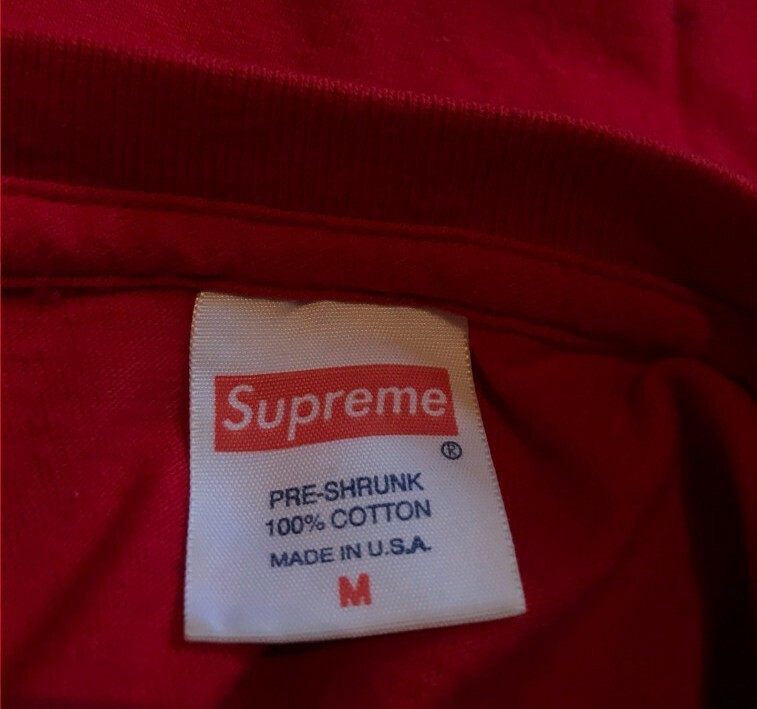 Supreme
®
PRE-SHRUNK
100% COTTON
MADE IN U.S.A.
M